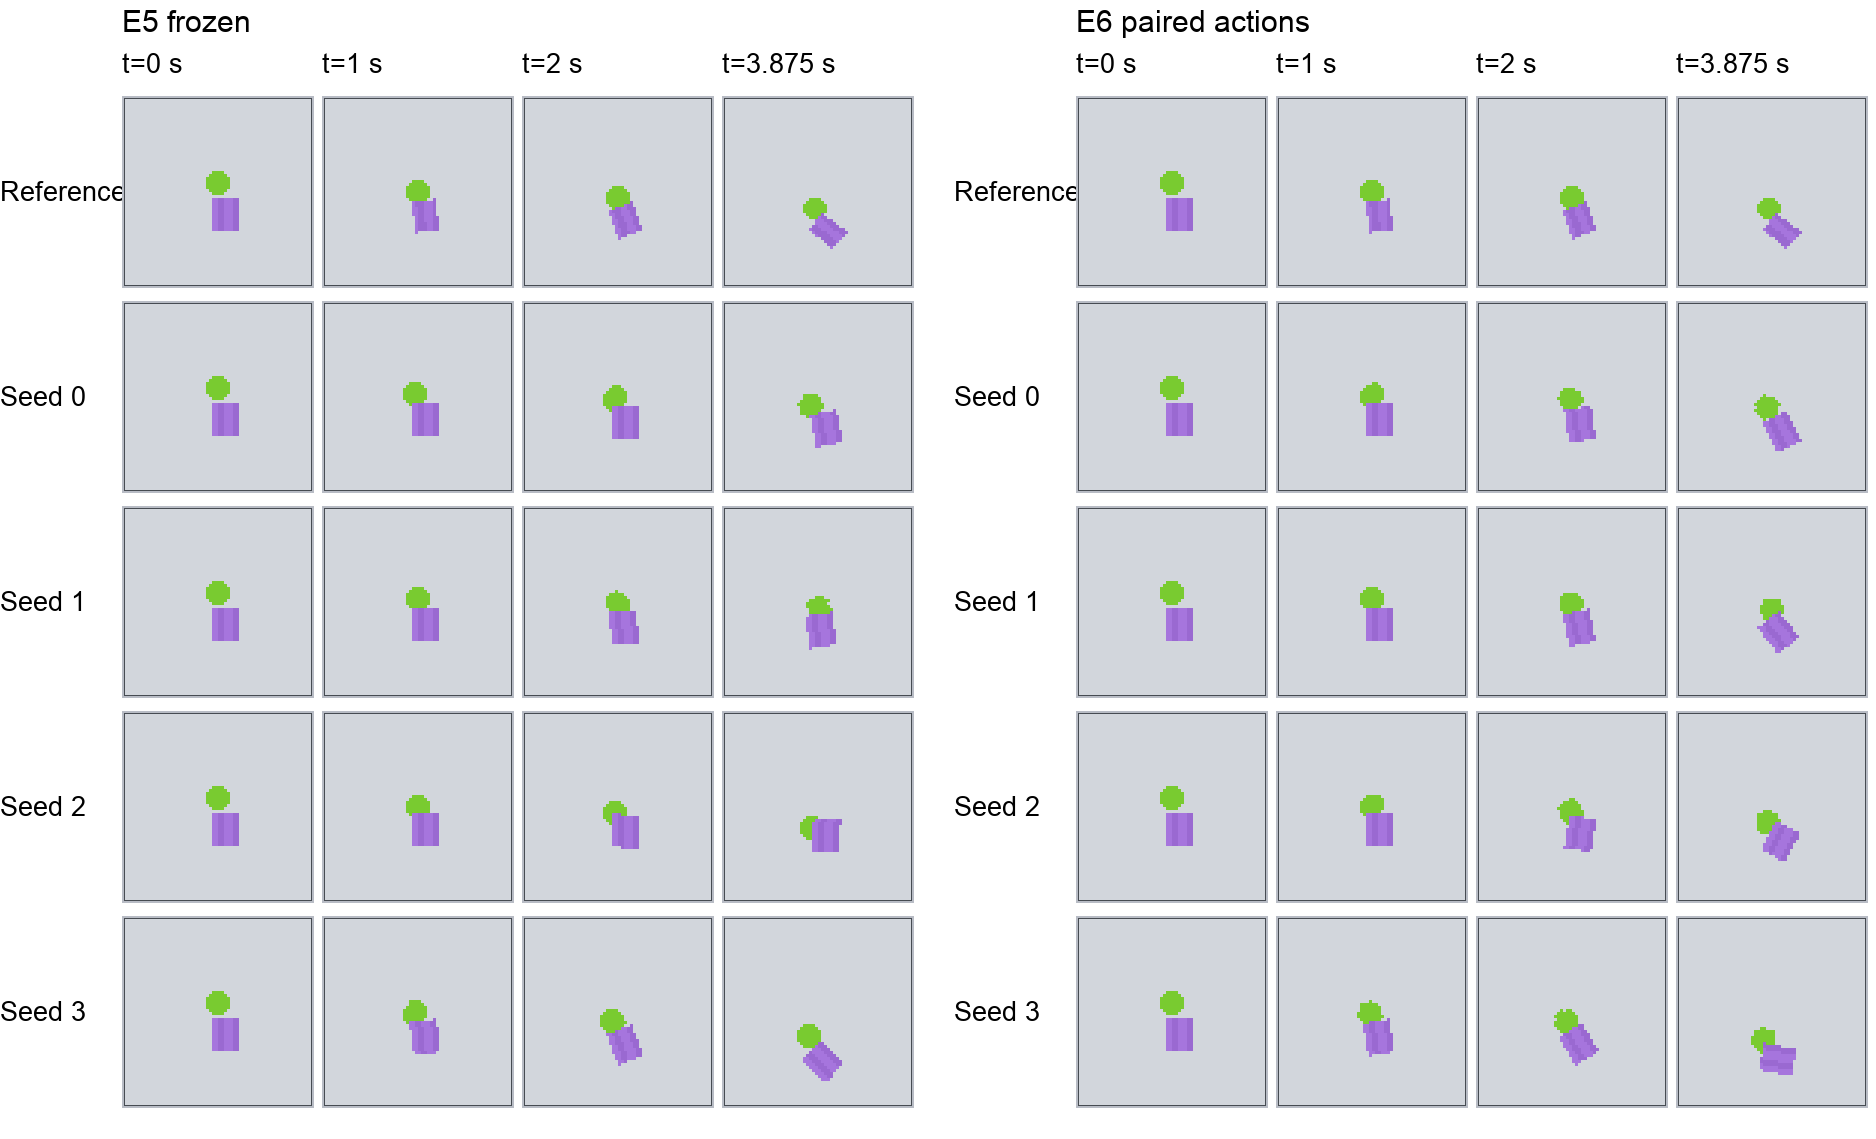 E5 frozen
t=0 s t=1 s t=2 s t=3.875 s
Reference
Seed 0
Seed 1
Seed 2
Seed 3
E6 paired actions
t=0 s t=1 s t=2 s t=3.875 s
Reference
Seed 0
Seed 1
Seed 2
Seed 3